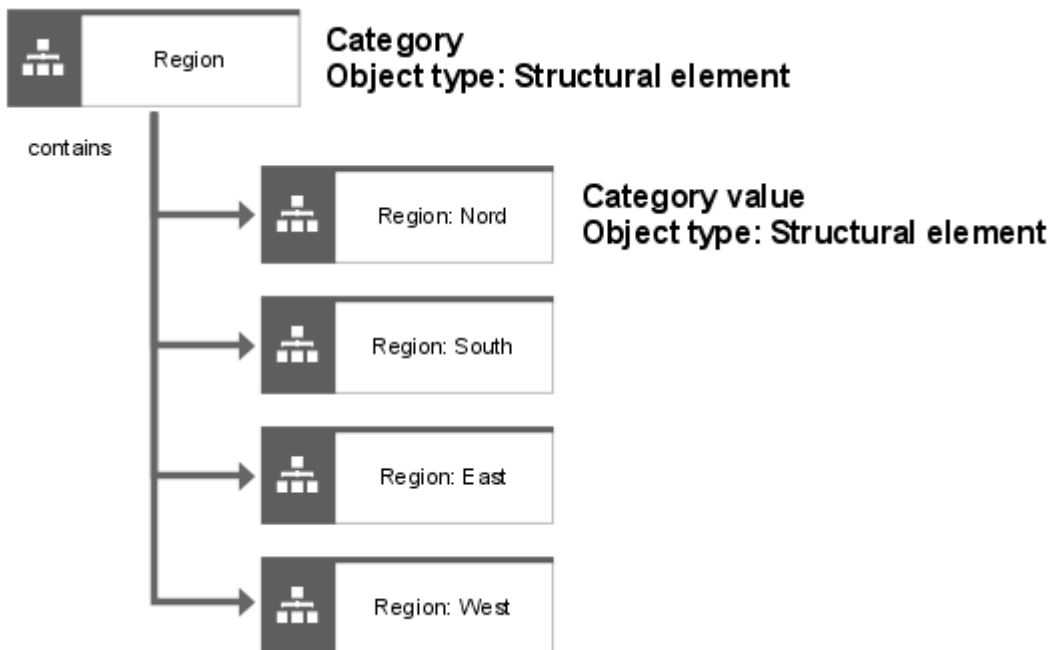 Region
Category
Object type: Structural element
contains
Region: Nord
Category value
Object type: Structural element
Region: South
Region: East
Region: West